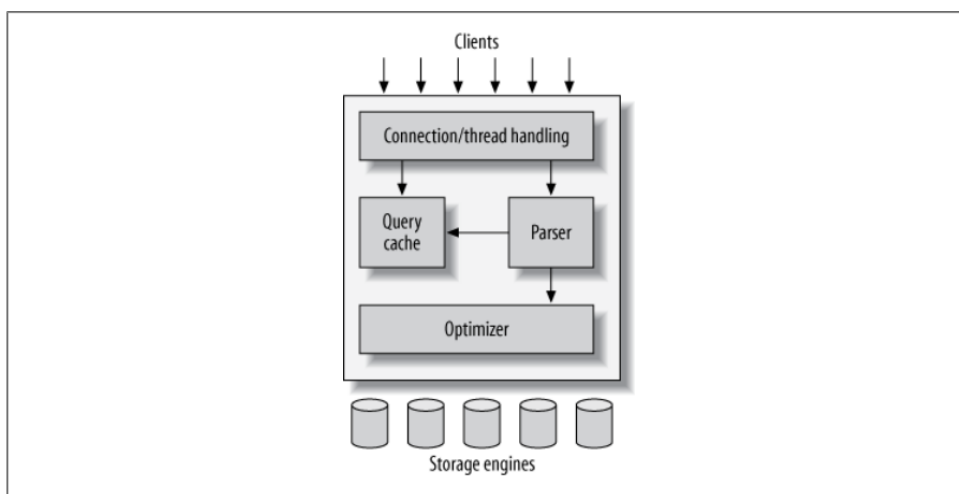 Clients
Connection/thread handling
Query
cache
Parser
Optimizer
Storage engines